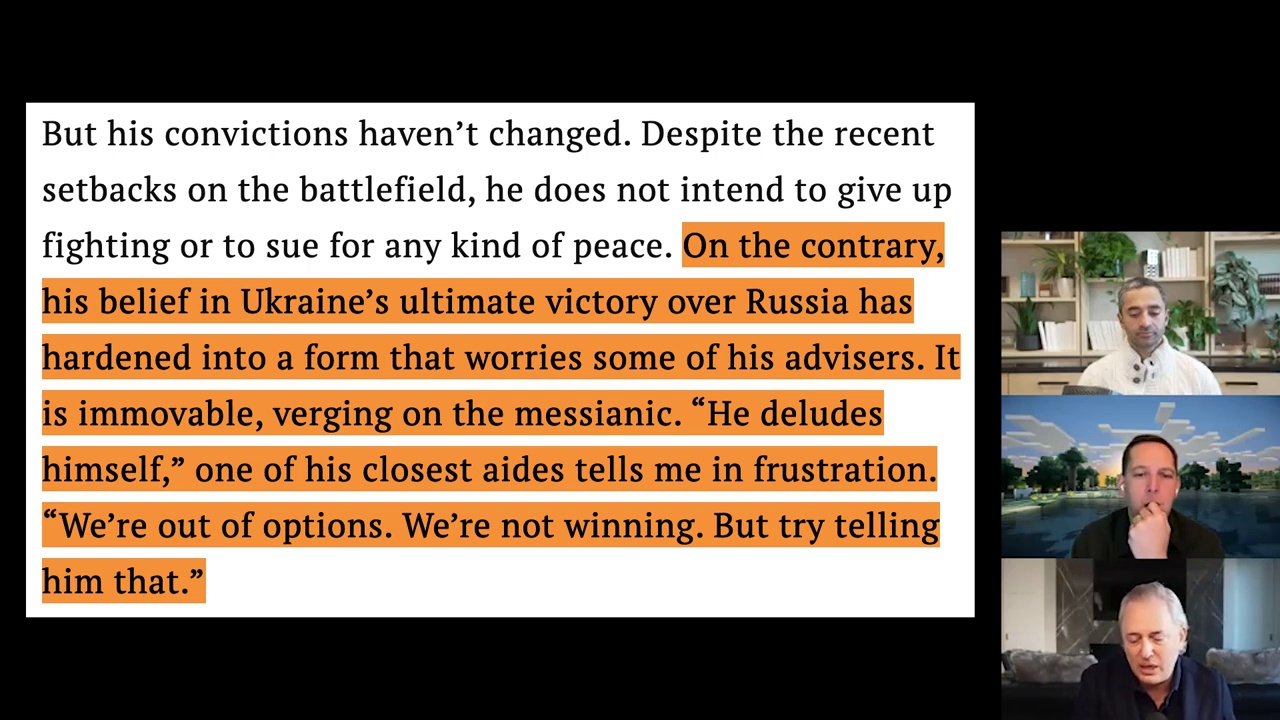 But his convictions haven’t changed. Despite the recent
setbacks on the battlefield, he does not intend to give up
fighting or to sue for any kind of peace. On the contrary,
his belief in Ukraine’s ultimate victory over Russia has
hardened into a form that worries some of his advisers. It
is immovable, verging on the messianic. “He deludes
himself,” one of his closest aides tells me in frustration.
“We’re out of options. We’re not winning. But try telling
him that.”